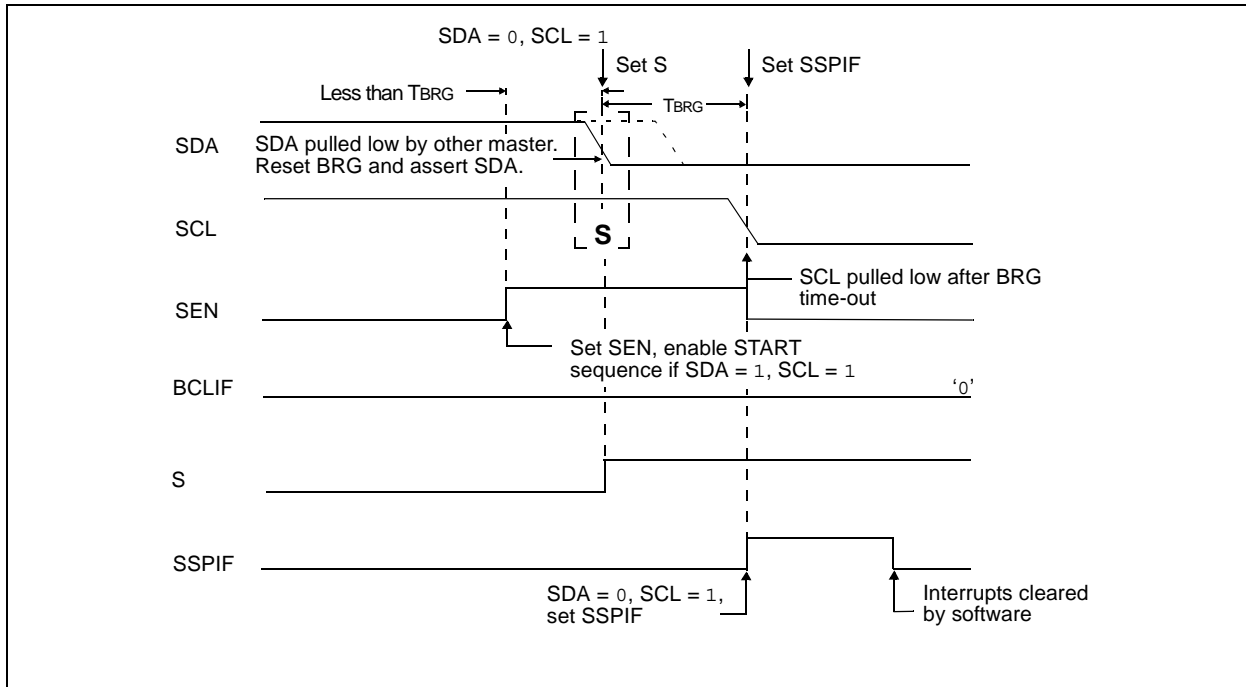 SDA = 0, SCL = 1
Set S
Set SSPIF
Less than TBRG
TBRG
SDA
SDA pulled low by other master.
Reset BRG and assert SDA.
SCL
S
SCL pulled low after BRG
time-out
SEN
Set SEN, enable START
sequence if SDA = 1, SCL = 1
BCLIF
‘0’
S
SSPIF
SDA = 0, SCL = 1,
set SSPIF
Interrupts cleared
by software